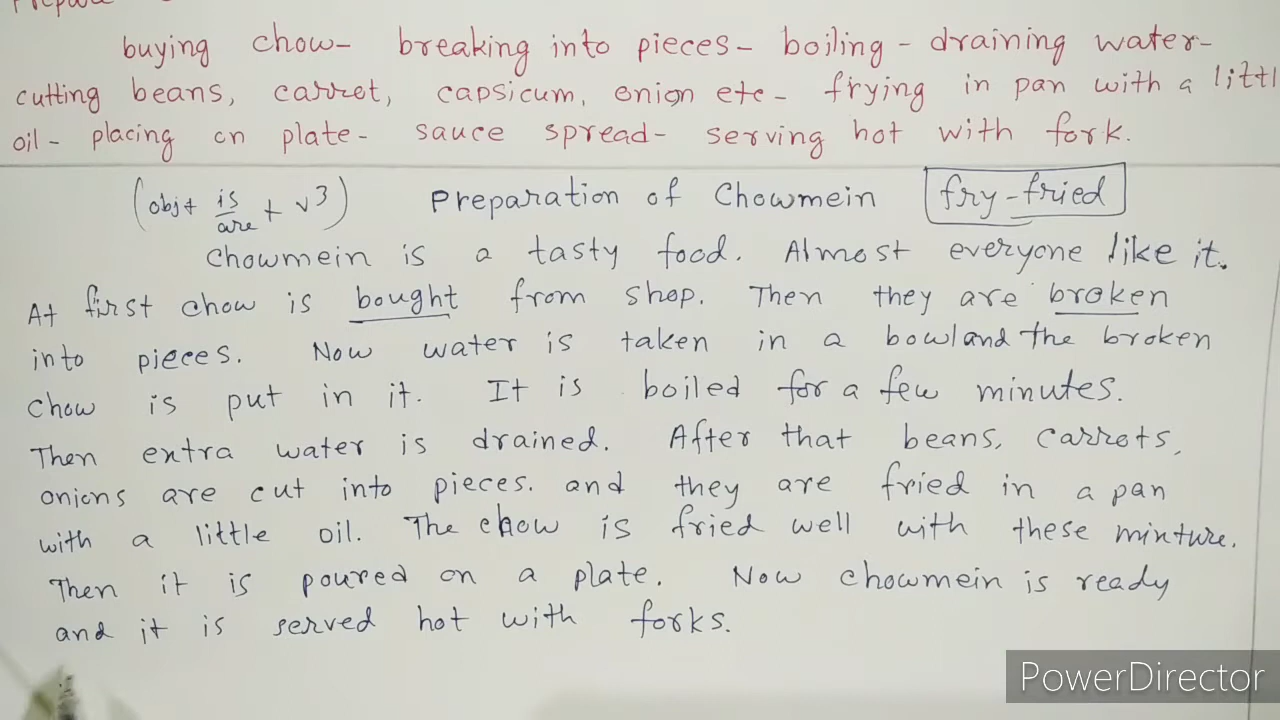 Prepara
buying chow- breaking into pieces- boiling - draining water-
cutting beans, carret, capsicum, onion etc - frying in pan with a littl
oil - placing on plate - sauce spread- serving hot with fork.
(obj+ is/are + v3) Preparation of Chowmein fry-fried
Chowmein is a tasty food. Almost everyone like it.
At first chow is bought from shop. Then they are broken
into pieces. Now water is taken in a bowl and the broken
chow is put in it. It is boiled for a few minutes.
Then extra water is drained. After that beans, carrots,
onions are cut into pieces. and they are fried in a pan
with a little oil. The chow is fried well with these mixture.
Then it is poured on a plate. Now chowmein is ready
and it is served hot with forks.
PowerDirector